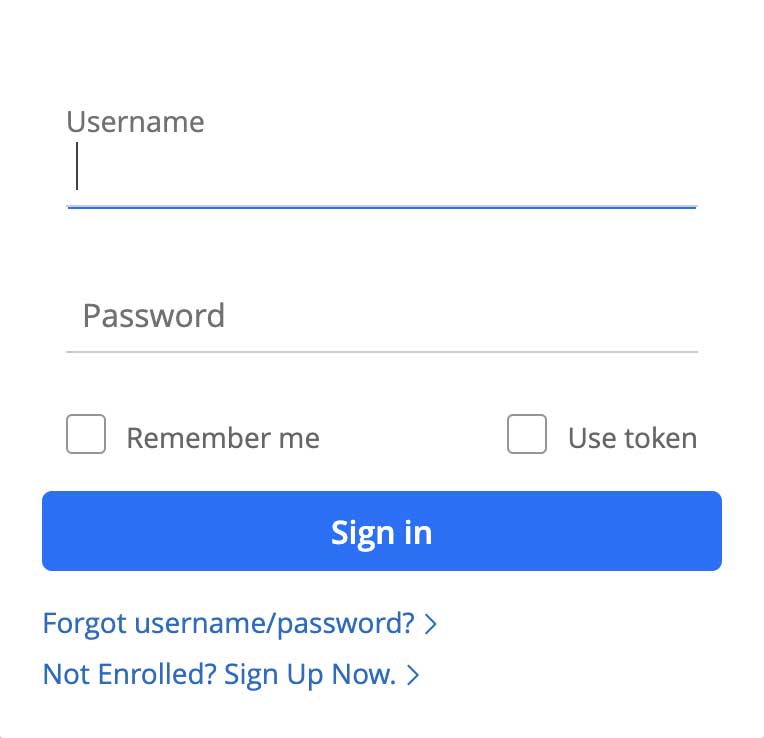 Username
Password
Remember me Use token
Sign in
Forgot username/password?
Not Enrolled? Sign Up Now.